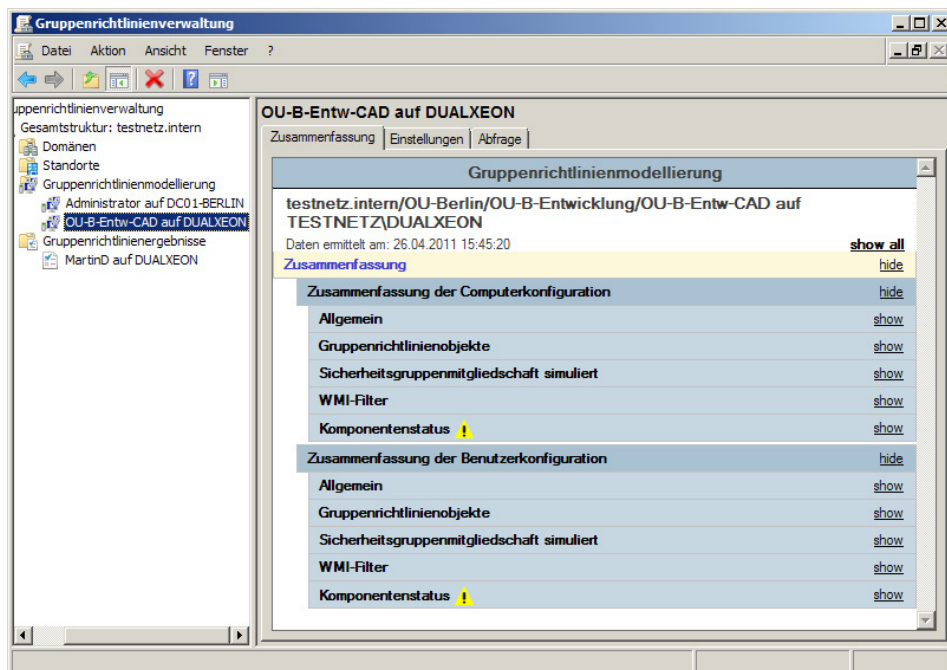 Gruppenrichtlinienverwaltung
Datei Aktion Ansicht Fenster ?
uppenrichtlinienverwaltung
Gesamtstruktur: testnetz.intern
Domänen
Standorte
Gruppenrichtlinienmodellierung
Administrator auf DC01-BERLIN
OU-B-Entw-CAD auf DUALXEON
Gruppenrichtlinienergebnisse
MartinD auf DUALXEON
OU-B-Entw-CAD auf DUALXEON
Zusammenfassung Einstellungen Abfrage
Gruppenrichtlinienmodellierung
testnetz.intern/OU-Berlin/OU-B-Entwicklung/OU-B-Entw-CAD auf
TESTNETZ\DUALXEON
Daten ermittelt am: 26.04.2011 15:45:20 show all
Zusammenfassung hide
Zusammenfassung der Computerkonfiguration hide
Allgemein show
Gruppenrichtlinienobjekte show
Sicherheitsgruppenmitgliedschaft simuliert show
WMI-Filter show
Komponentenstatus show
Zusammenfassung der Benutzerkonfiguration hide
Allgemein show
Gruppenrichtlinienobjekte show
Sicherheitsgruppenmitgliedschaft simuliert show
WMI-Filter show
Komponentenstatus show